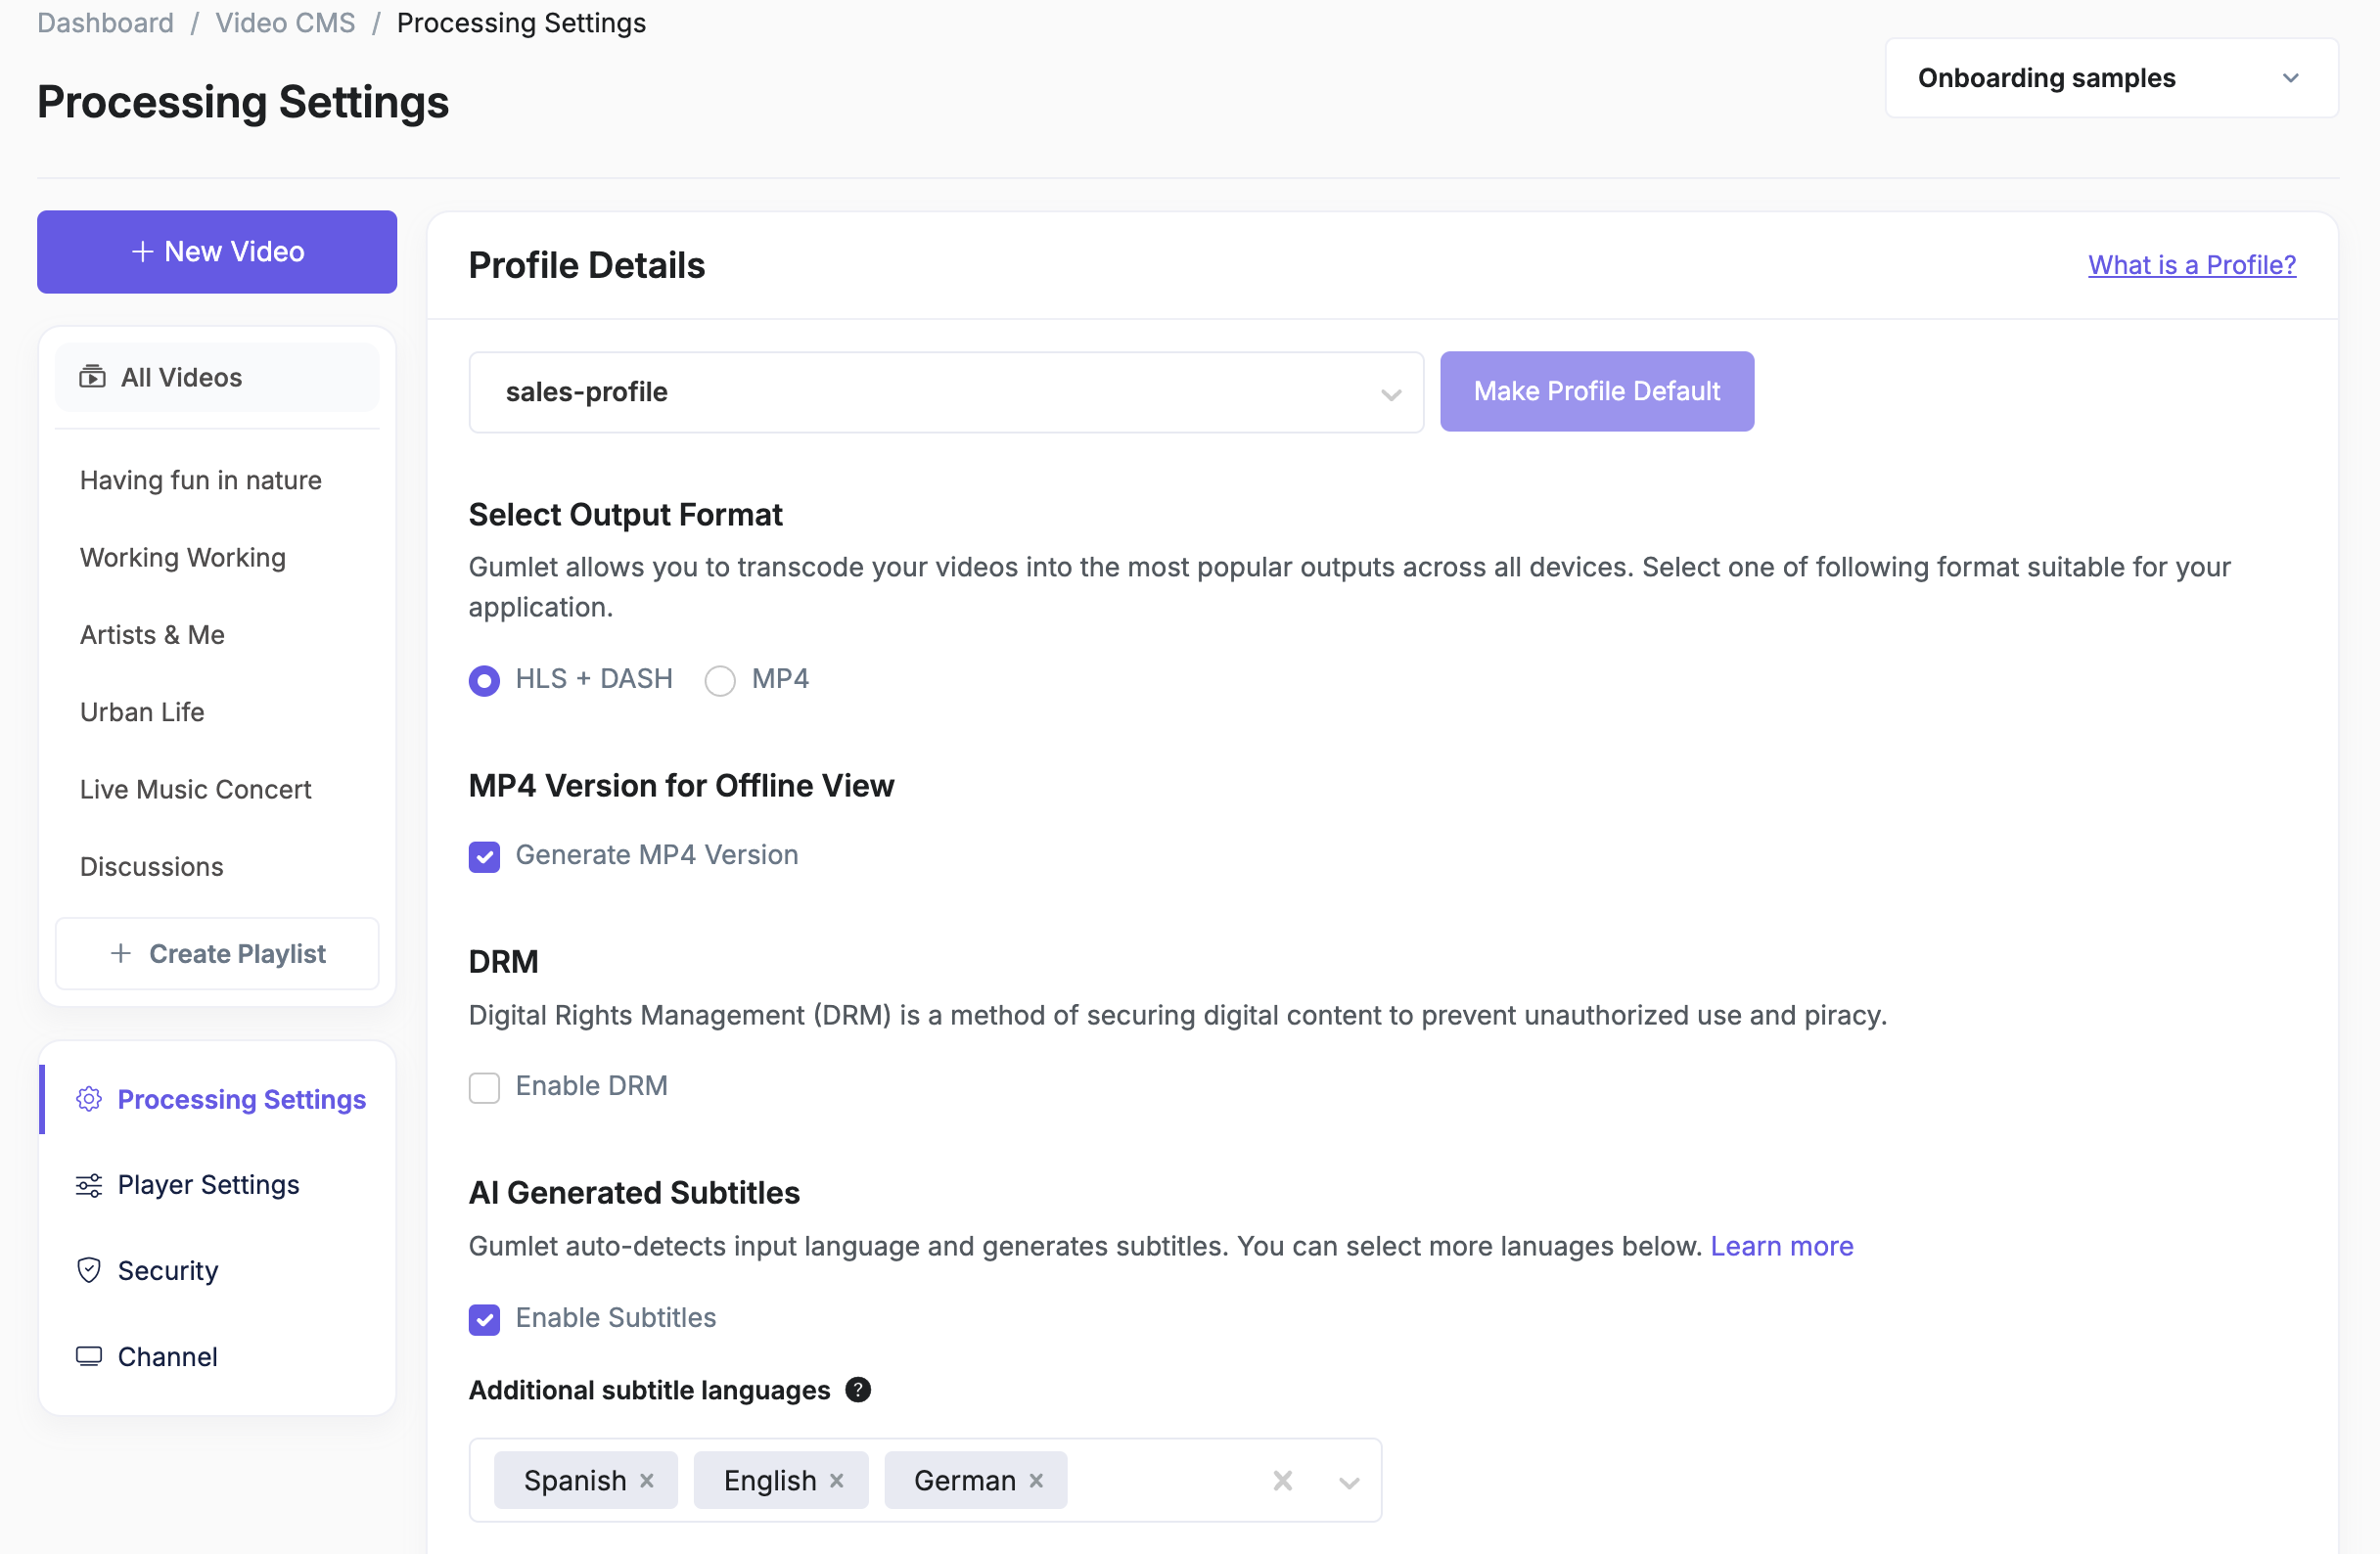 Dashboard / Video CMS / Processing Settings
Processing Settings
Onboarding samples
+ New Video
All Videos
Having fun in nature
Working Working
Artists & Me
Urban Life
Live Music Concert
Discussions
+ Create Playlist
Processing Settings
Player Settings
Security
Channel
Profile Details
What is a Profile?
sales-profile
Make Profile Default
Select Output Format
Gumlet allows you to transcode your videos into the most popular outputs across all devices. Select one of following format suitable for your
application.
HLS + DASH
MP4
MP4 Version for Offline View
Generate MP4 Version
DRM
Digital Rights Management (DRM) is a method of securing digital content to prevent unauthorized use and piracy.
Enable DRM
AI Generated Subtitles
Gumlet auto-detects input language and generates subtitles. You can select more lanuages below. Learn more
Enable Subtitles
Additional subtitle languages ?
Spanish × English × German ×